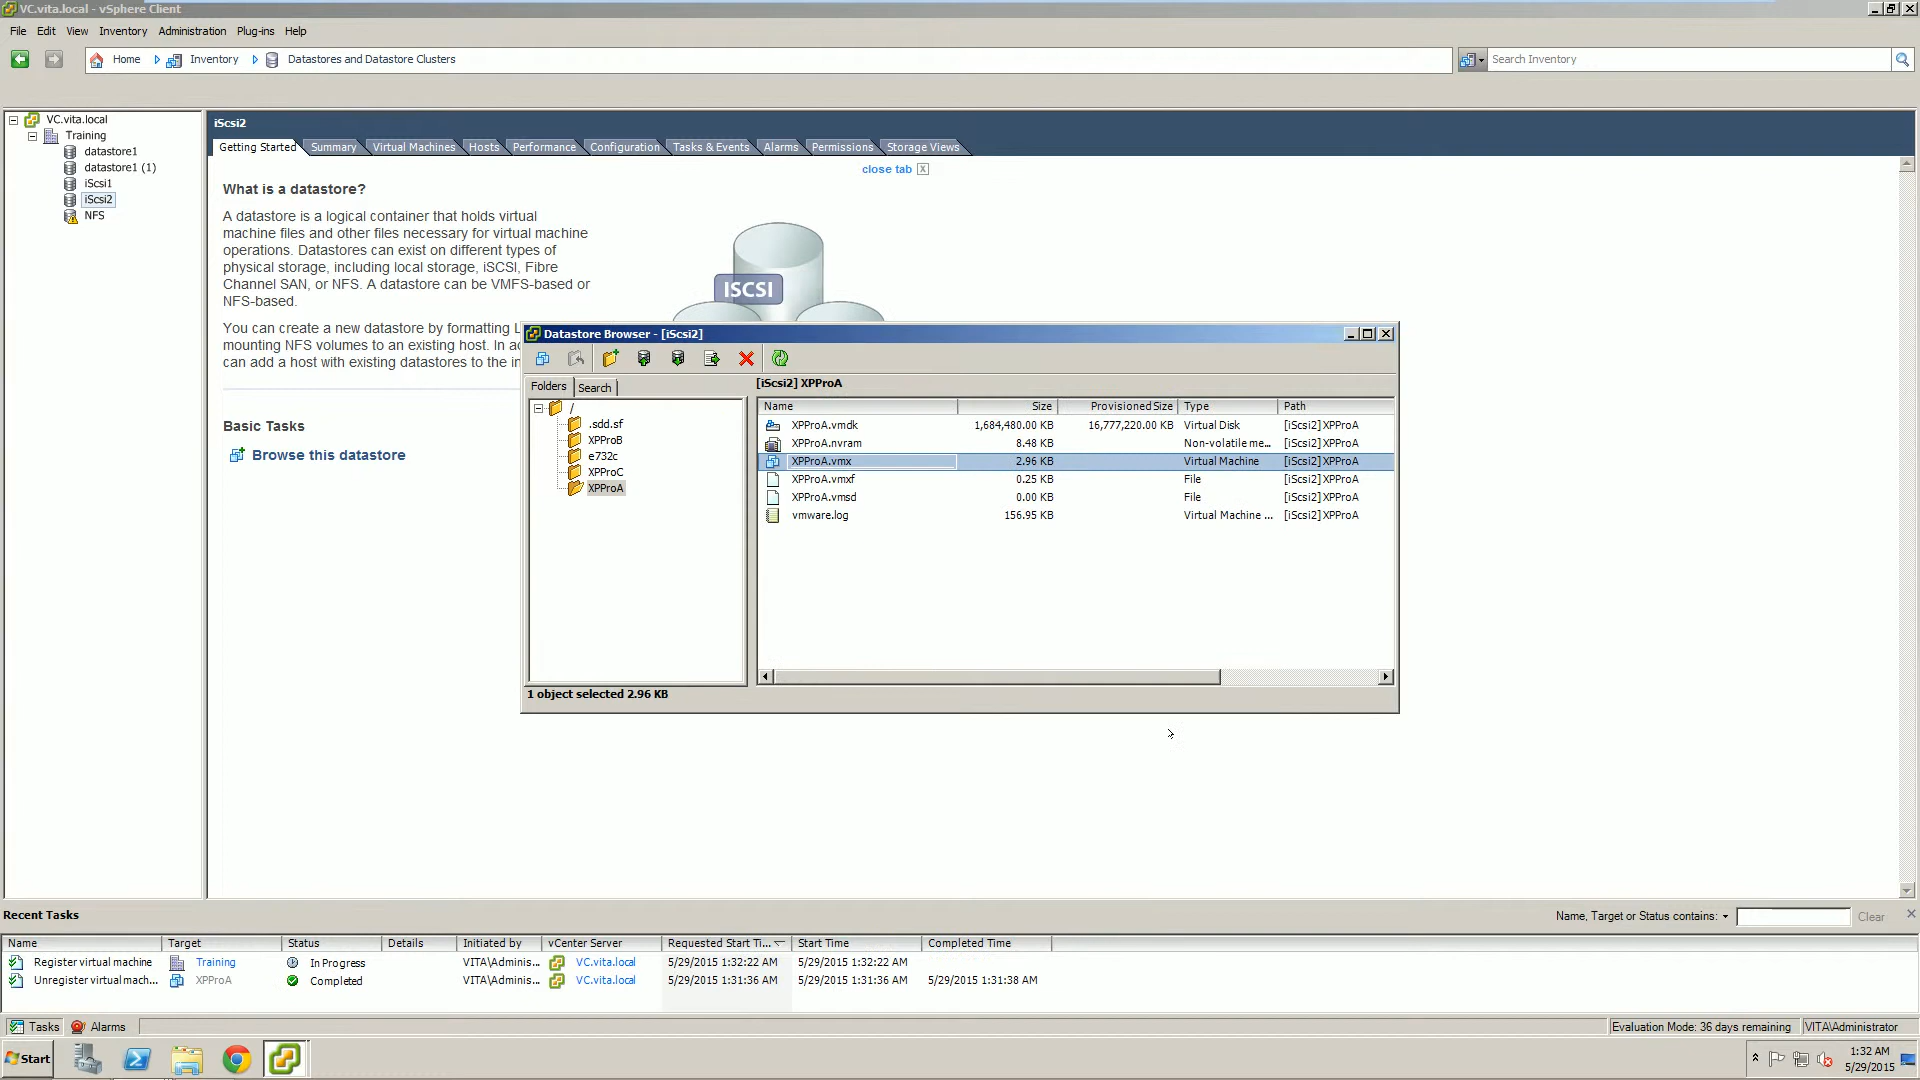 VC.vita.local - vSphere Client
File Edit View Inventory Administration Plug-ins Help
Home Inventory Datastores and Datastore Clusters
Search Inventory
VC.vita.local
Training
datastore1
datastore1 (1)
iScsi1
iScsi2
NFS
iScsi2
Getting Started Summary Virtual Machines Hosts Performance Configuration Tasks & Events Alarms Permissions Storage Views
close tab
What is a datastore?
A datastore is a logical container that holds virtual
machine files and other files necessary for virtual machine
operations. Datastores can exist on different types of
physical storage, including local storage, iSCSI, Fibre
Channel SAN, or NFS. A datastore can be VMFS-based or
NFS-based.
You can create a new datastore by formatting L
mounting NFS volumes to an existing host. In ad
can add a host with existing datastores to the in
ISCSI
Basic Tasks
Browse this datastore
Datastore Browser - [iScsi2]
Folders Search
/
.sdd.sf
XPProB
e732c
XPProC
XPProA
[iScsi2] XPProA
Name Size Provisioned Size Type Path
XPProA.vmdk 1,684,480.00 KB 16,777,220.00 KB Virtual Disk [iScsi2] XPProA
XPProA.nvram 8.48 KB Non-volatile me... [iScsi2] XPProA
XPProA.vmx 2.96 KB Virtual Machine [iScsi2] XPProA
XPProA.vmxf 0.25 KB File [iScsi2] XPProA
XPProA.vmsd 0.00 KB File [iScsi2] XPProA
vmware.log 156.95 KB Virtual Machine ... [iScsi2] XPProA
1 object selected 2.96 KB
Recent Tasks
Name, Target or Status contains: Clear
Name Target Status Details Initiated by vCenter Server Requested Start Ti... Start Time Completed Time
Register virtual machine Training In Progress VITA\Adminis... VC.vita.local 5/29/2015 1:32:22 AM 5/29/2015 1:32:22 AM
Unregister virtual mach... XPProA Completed VITA\Adminis... VC.vita.local 5/29/2015 1:31:36 AM 5/29/2015 1:31:36 AM 5/29/2015 1:31:38 AM
Tasks Alarms
Evaluation Mode: 36 days remaining VITA\Administrator
Start
1:32 AM
5/29/2015